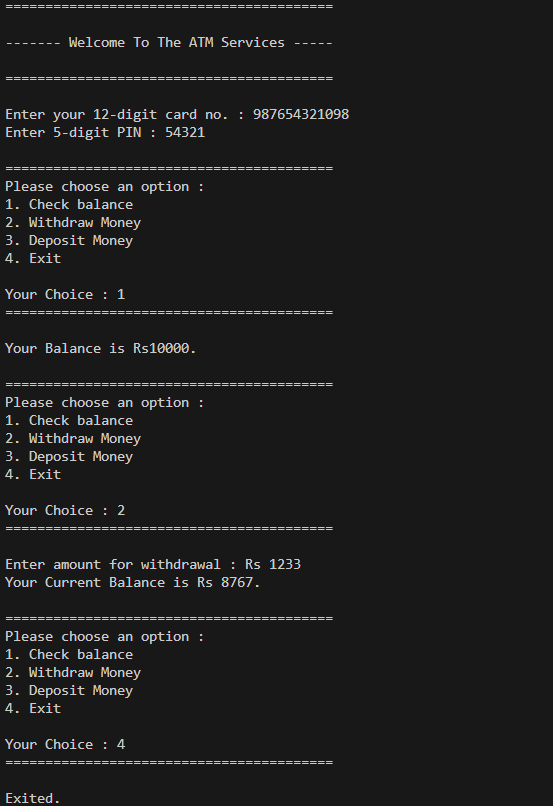 =========================================
------- Welcome To The ATM Services -----
=========================================
Enter your 12-digit card no. : 987654321098
Enter 5-digit PIN : 54321
=========================================
Please choose an option :
1. Check balance
2. Withdraw Money
3. Deposit Money
4. Exit
Your Choice : 1
=========================================
Your Balance is Rs10000.
=========================================
Please choose an option :
1. Check balance
2. Withdraw Money
3. Deposit Money
4. Exit
Your Choice : 2
=========================================
Enter amount for withdrawal : Rs 1233
Your Current Balance is Rs 8767.
=========================================
Please choose an option :
1. Check balance
2. Withdraw Money
3. Deposit Money
4. Exit
Your Choice : 4
=========================================
Exited.